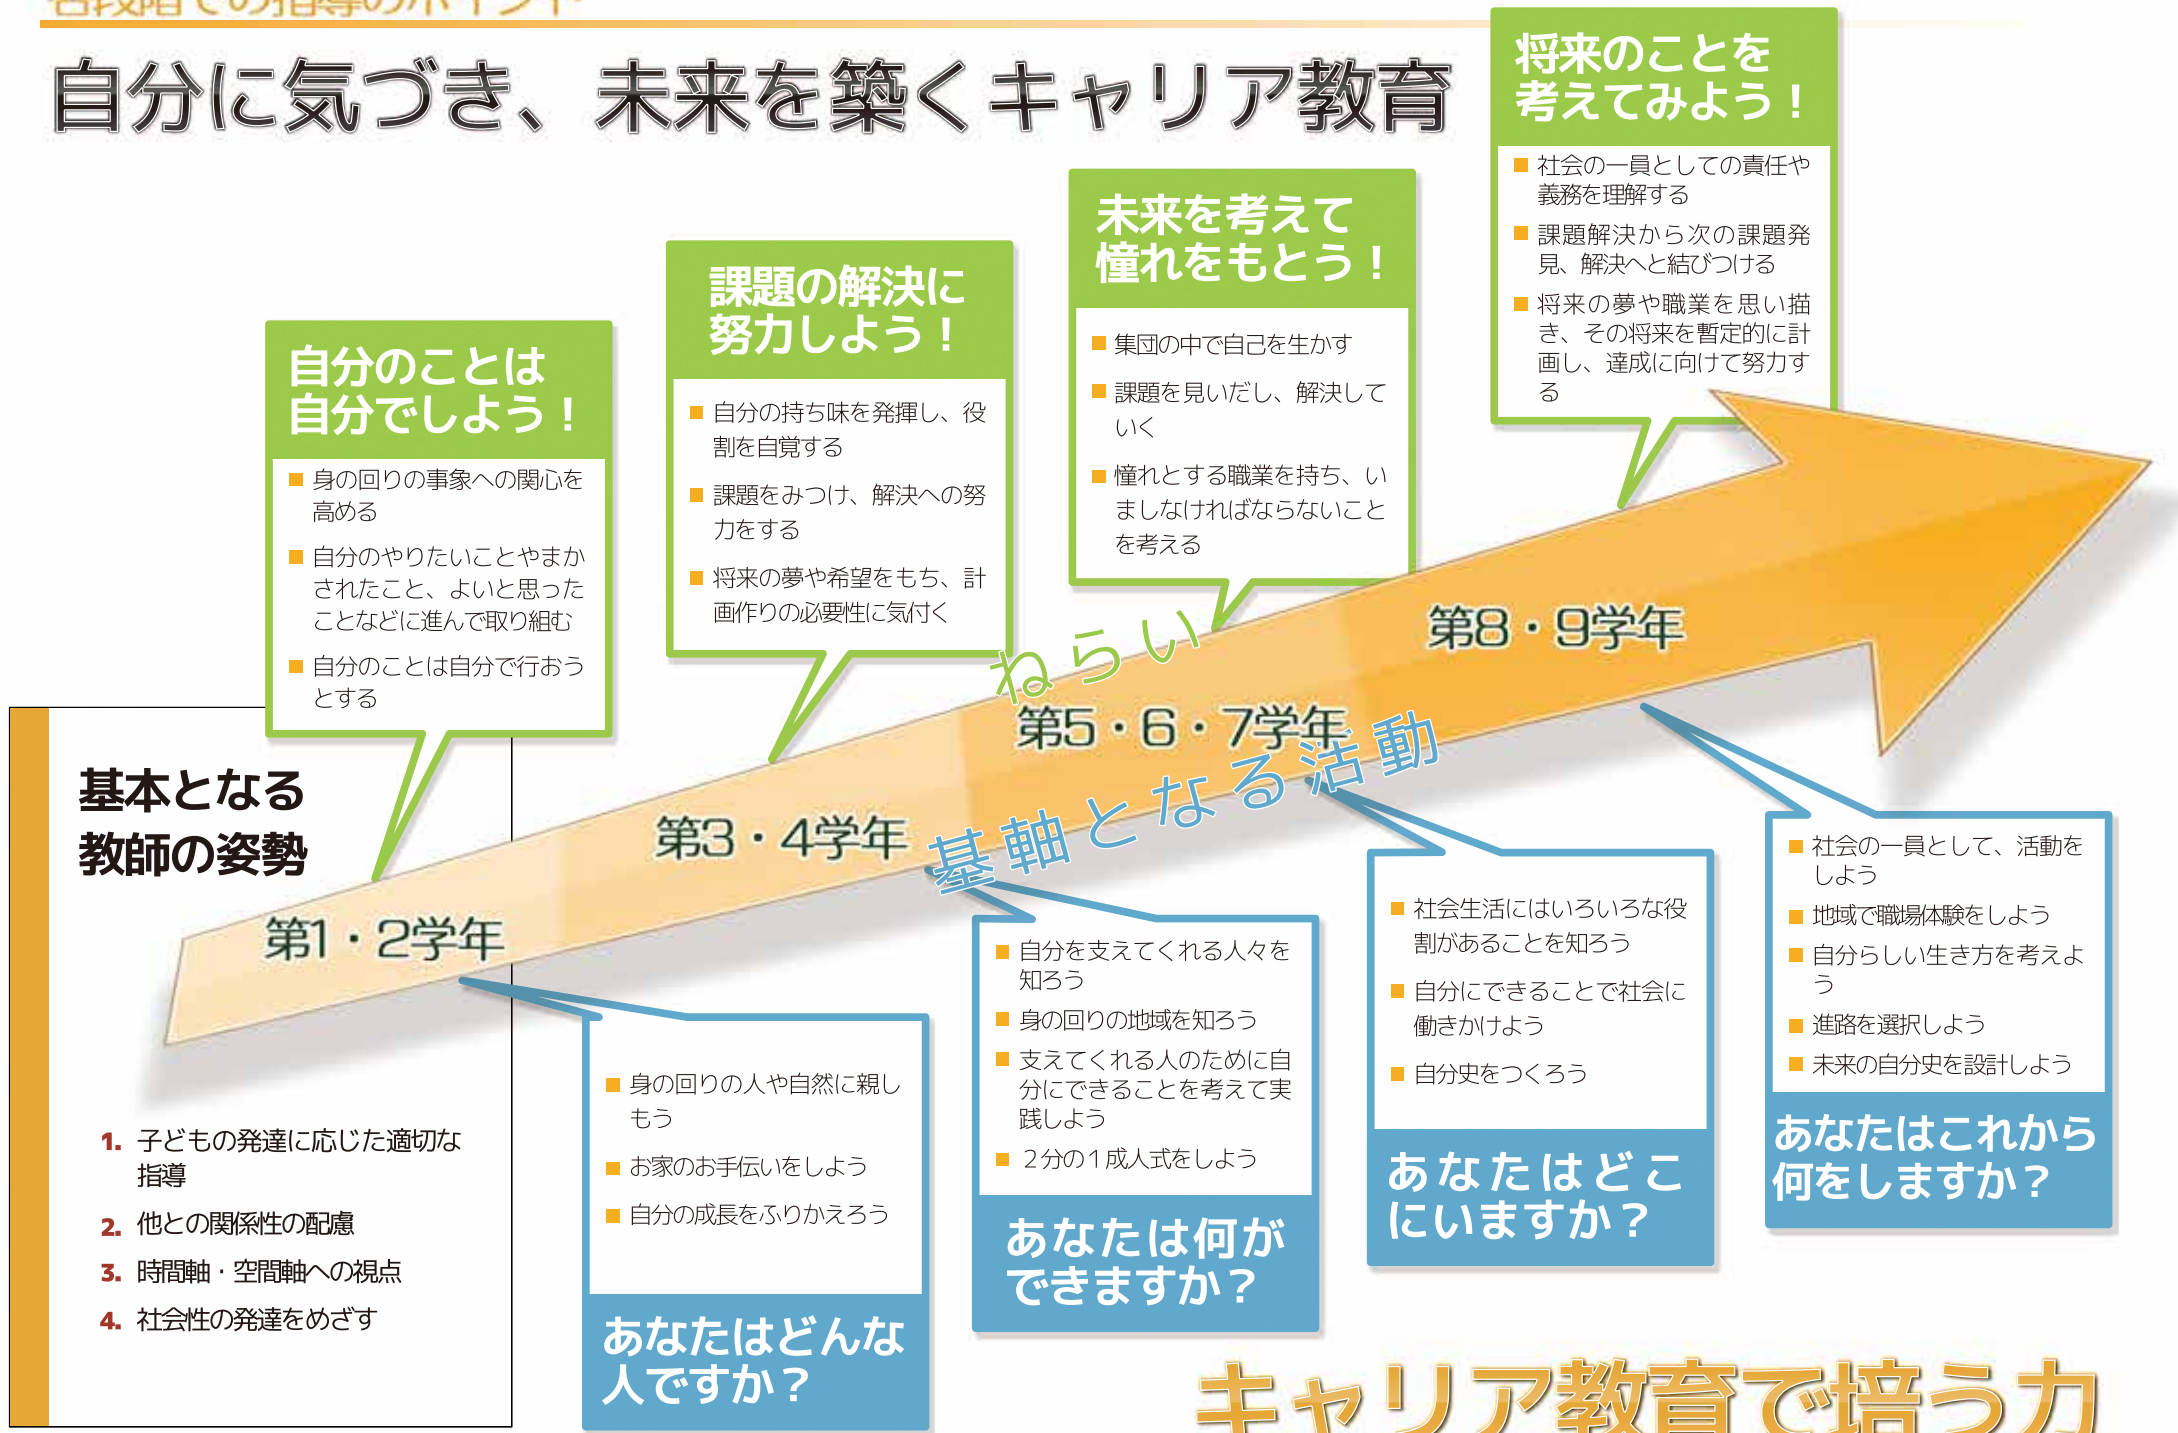 各段階での指導のポイント
自分に気づき、未来を築くキャリア教育
将来のことを
考えてみよう！
社会の一員としての責任や
義務を理解する
課題解決から次の課題発
見、解決へと結びつける
将来の夢や職業を思い描
き、その将来を暫定的に計
画し、達成に向けて努力す
る
未来を考えて
憧れをもとう！
集団の中で自己を生かす
課題を見いだし、解決して
いく
憧れとする職業を持ち、い
ましなければならないこと
を考える
課題の解決に
努力しよう！
自分の持ち味を発揮し、役
割を自覚する
課題をみつけ、解決への努
力をする
将来の夢や希望をもち、計
画作りの必要性に気付く
自分のことは
自分でしよう！
身の回りの事象への関心を
高める
自分のやりたいことやまか
されたこと、よいと思った
ことなどに進んで取り組む
自分のことは自分で行おう
とする
ねらい
第8・9学年
第5・6・7学年
基軸となる活動
第3・4学年
第1・2学年
基本となる
教師の姿勢
1. 子どもの発達に応じた適切な
指導
2. 他との関係性の配慮
3. 時間軸・空間軸への視点
4. 社会性の発達をめざす
身の回りの人や自然に親し
もう
お家のお手伝いをしよう
自分の成長をふりかえろう
あなたはどんな
人ですか？
自分を支えてくれる人々を
知ろう
身の回りの地域を知ろう
支えてくれる人のために自
分にできることを考えて実
践しよう
２分の１成人式をしよう
あなたは何が
できますか？
社会生活にはいろいろな役
割があることを知ろう
自分にできることで社会に
働きかけよう
自分史をつくろう
あなたはどこ
にいますか？
社会の一員として、活動を
しよう
地域で職場体験をしよう
自分らしい生き方を考えよ
う
進路を選択しよう
未来の自分史を設計しよう
あなたはこれから
何をしますか？
キャリア教育で培う力